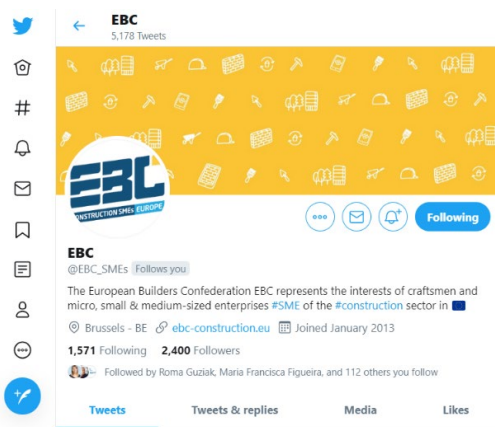 EBC
5,178 Tweets
EBC
CONSTRUCTION SMEs EUROPE
Following
EBC
@EBC_SMEs Follows you
The European Builders Confederation EBC represents the interests of craftsmen and
micro, small & medium-sized enterprises #SME of the #construction sector in 🇪🇺
Brussels - BE ebc-construction.eu Joined January 2013
1,571 Following 2,400 Followers
Followed by Roma Guziak, Maria Francisca Figueira, and 112 others you follow
Tweets Tweets & replies Media Likes